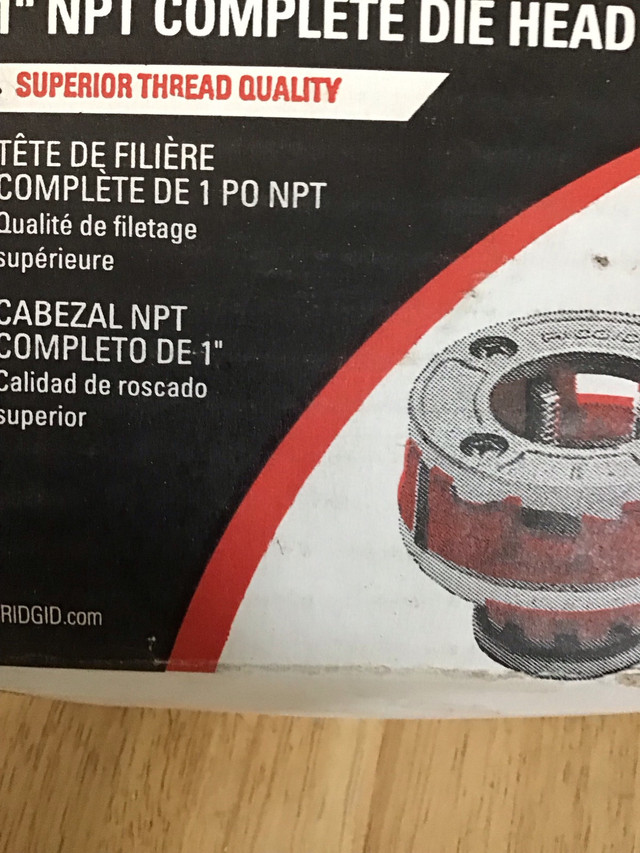 1" NPT COMPLETE DIE HEAD
SUPERIOR THREAD QUALITY
TÊTE DE FILIÈRE
COMPLÈTE DE 1 PO NPT
Qualité de filetage
supérieure
CABEZAL NPT
COMPLETO DE 1"
Calidad de roscado
superior
RIDGID.com
RIDGID